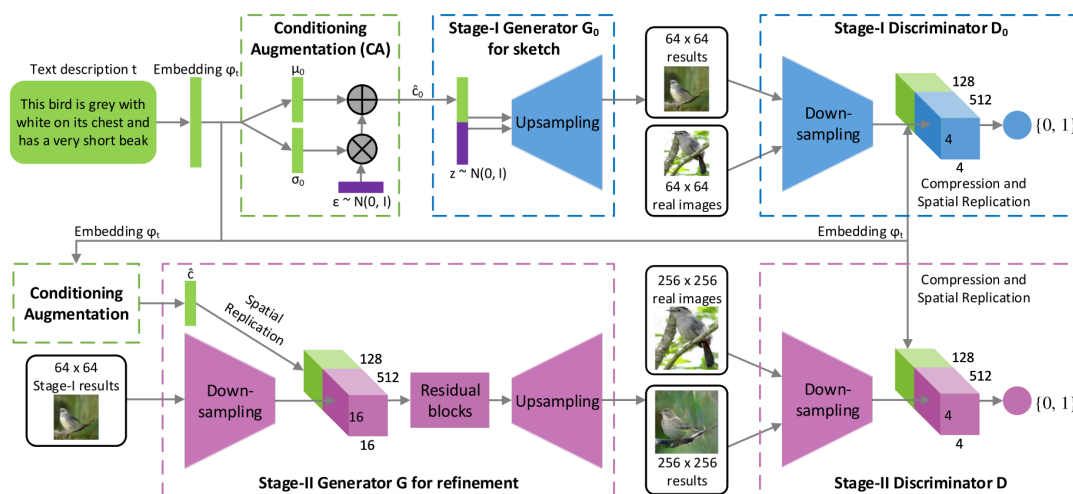 Text description t
This bird is grey with
white on its chest and
has a very short beak
Embedding φt
Conditioning
Augmentation (CA)
μ0
σ0
ε ~ N(0, I)
ĉ0
Stage-I Generator G0
for sketch
z ~ N(0, I)
Upsampling
64 x 64
results
64 x 64
real images
Stage-I Discriminator D0
Down-
sampling
128
512
4
4
{0, 1}
Compression and
Spatial Replication
Embedding φt
Embedding φt
Conditioning
Augmentation
64 x 64
Stage-I results
ĉ
Spatial
Replication
Down-
sampling
128
512
16
16
Residual
blocks
Upsampling
Stage-II Generator G for refinement
256 x 256
real images
256 x 256
results
Compression and
Spatial Replication
Down-
sampling
128
512
4
4
{0, 1}
Stage-II Discriminator D